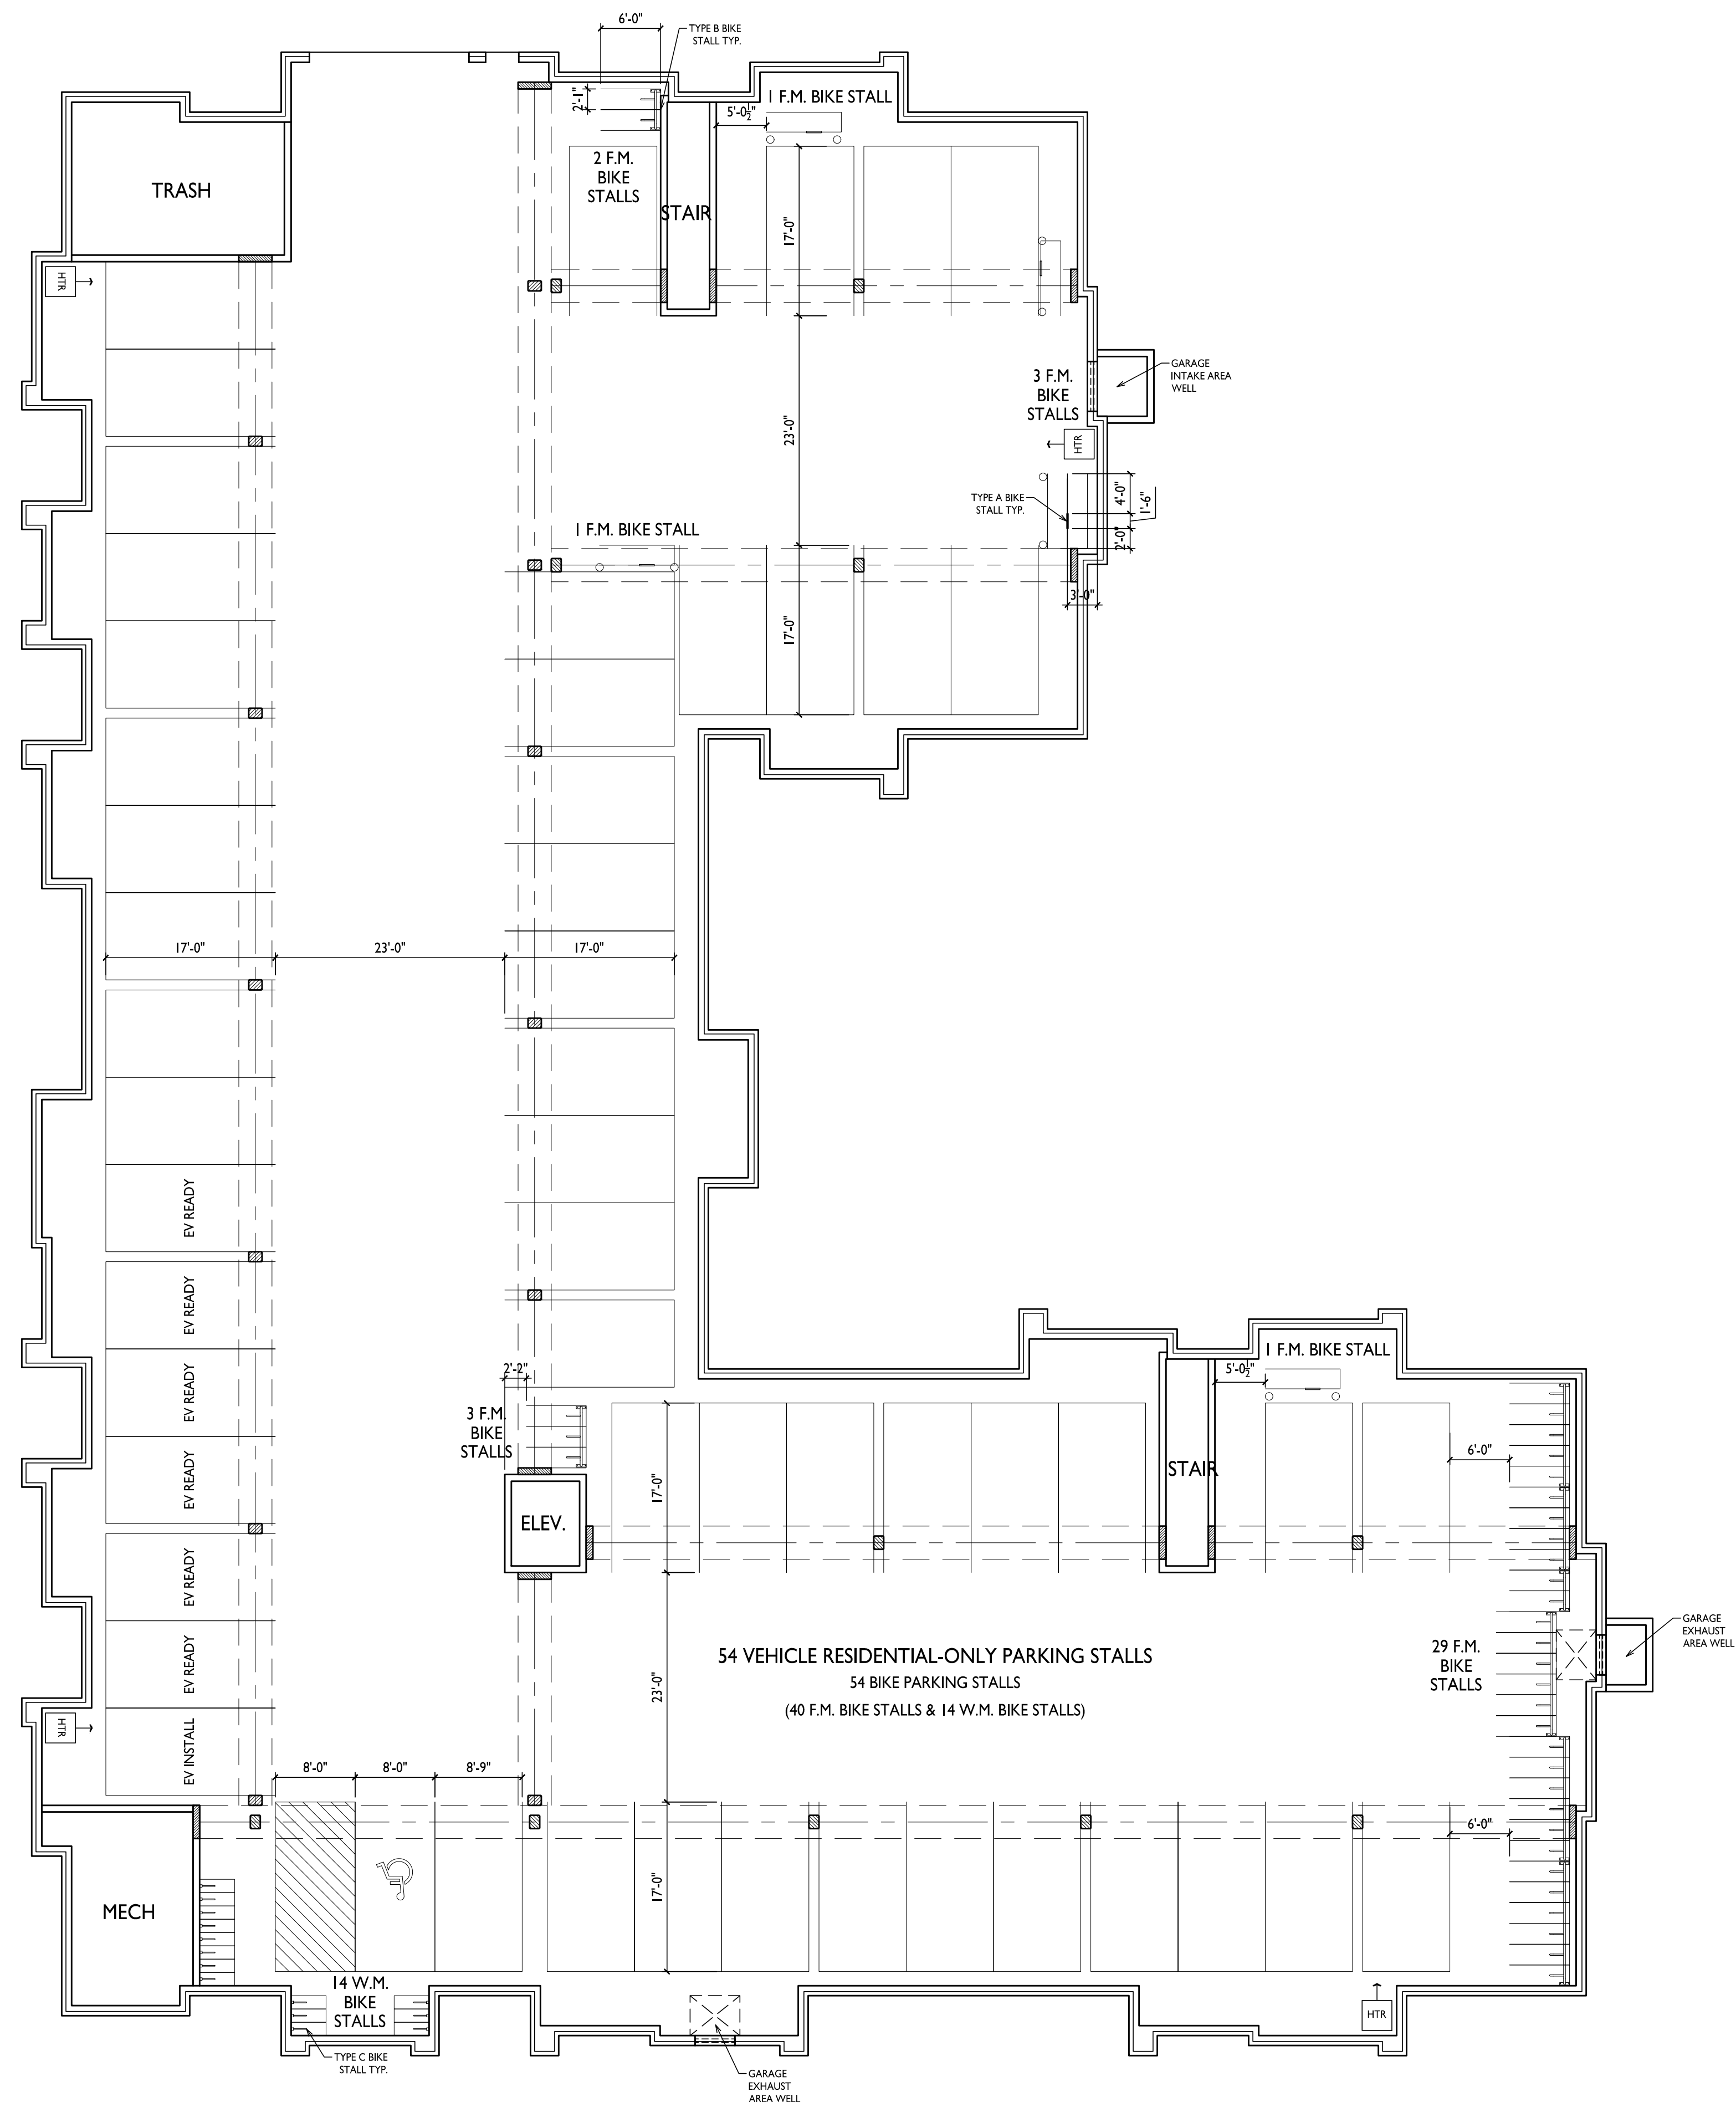 6'-0"
TYPE B BIKE
STALL TYP.
2'-1"
1 F.M. BIKE STALL
5'-0½"
2 F.M.
BIKE
STALLS
TRASH
STAIR
17'-0"
HTR
GARAGE
INTAKE AREA
WELL
3 F.M.
BIKE
STALLS
23'-0"
HTR
TYPE A BIKE
STALL TYP.
4'-0"
1'-6"
2'-0"
1 F.M. BIKE STALL
3'-0"
17'-0"
17'-0"
23'-0"
17'-0"
EV READY
EV READY
EV READY
EV READY
EV READY
EV READY
EV INSTALL
2'-2"
3 F.M.
BIKE
STALLS
1 F.M. BIKE STALL
5'-0½"
6'-0"
STAIR
17'-0"
ELEV.
54 VEHICLE RESIDENTIAL-ONLY PARKING STALLS
54 BIKE PARKING STALLS
(40 F.M. BIKE STALLS & 14 W.M. BIKE STALLS)
23'-0"
29 F.M.
BIKE
STALLS
GARAGE
EXHAUST
AREA WELL
HTR
8'-0"
8'-0"
8'-9"
6'-0"
17'-0"
MECH
14 W.M.
BIKE
STALLS
HTR
TYPE C BIKE
STALL TYP.
GARAGE
EXHAUST
AREA WELL